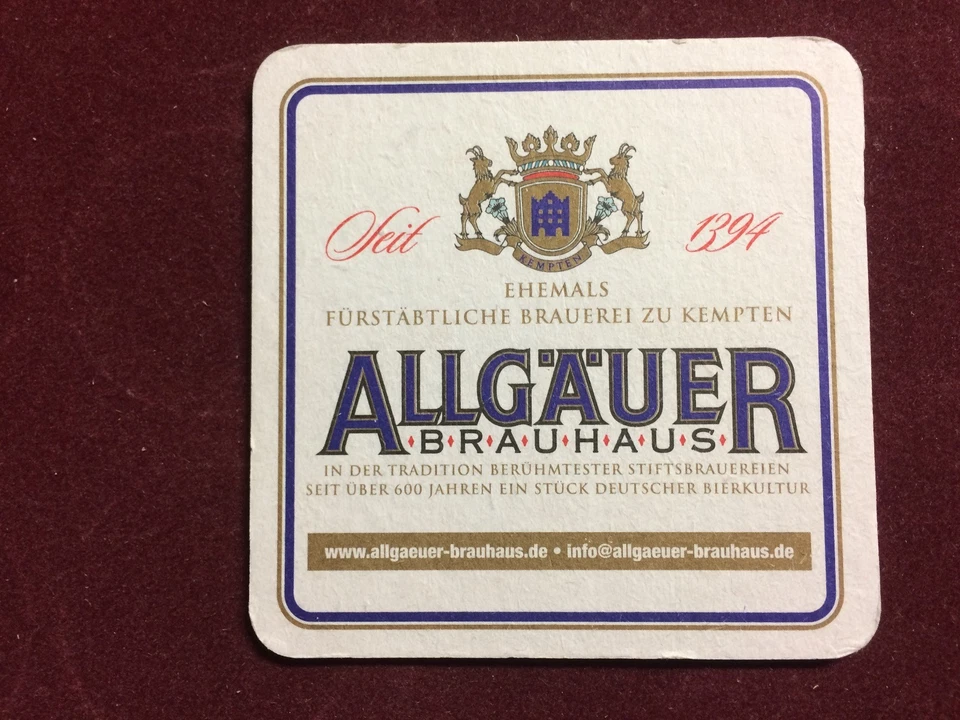 Seit 1394
KEMPTEN
EHEMALS
FÜRSTÄBTLICHE BRAUEREI ZU KEMPTEN
ALLGÄUER
B·R·A·U·H·A·U·S
IN DER TRADITION BERÜHMTESTER STIFTSBRAUEREIEN
SEIT ÜBER 600 JAHREN EIN STÜCK DEUTSCHER BIERKULTUR
www.allgaeuer-brauhaus.de • info@allgaeuer-brauhaus.de